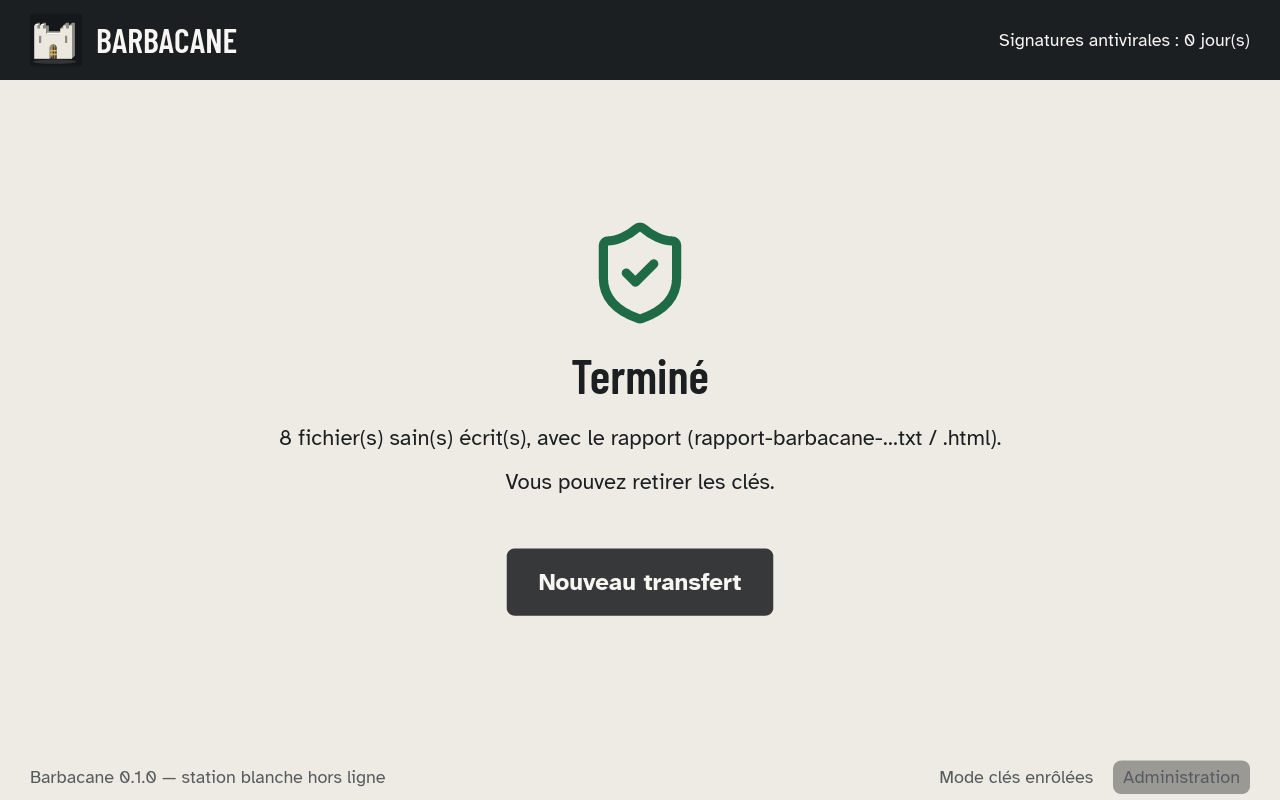 BARBACANE
Signatures antivirales : 0 jour(s)
Terminé
8 fichier(s) sain(s) écrit(s), avec le rapport (rapport-barbacane-...txt / .html).
Vous pouvez retirer les clés.
Nouveau transfert
Barbacane 0.1.0 — station blanche hors ligne
Mode clés enrôlées
Administration